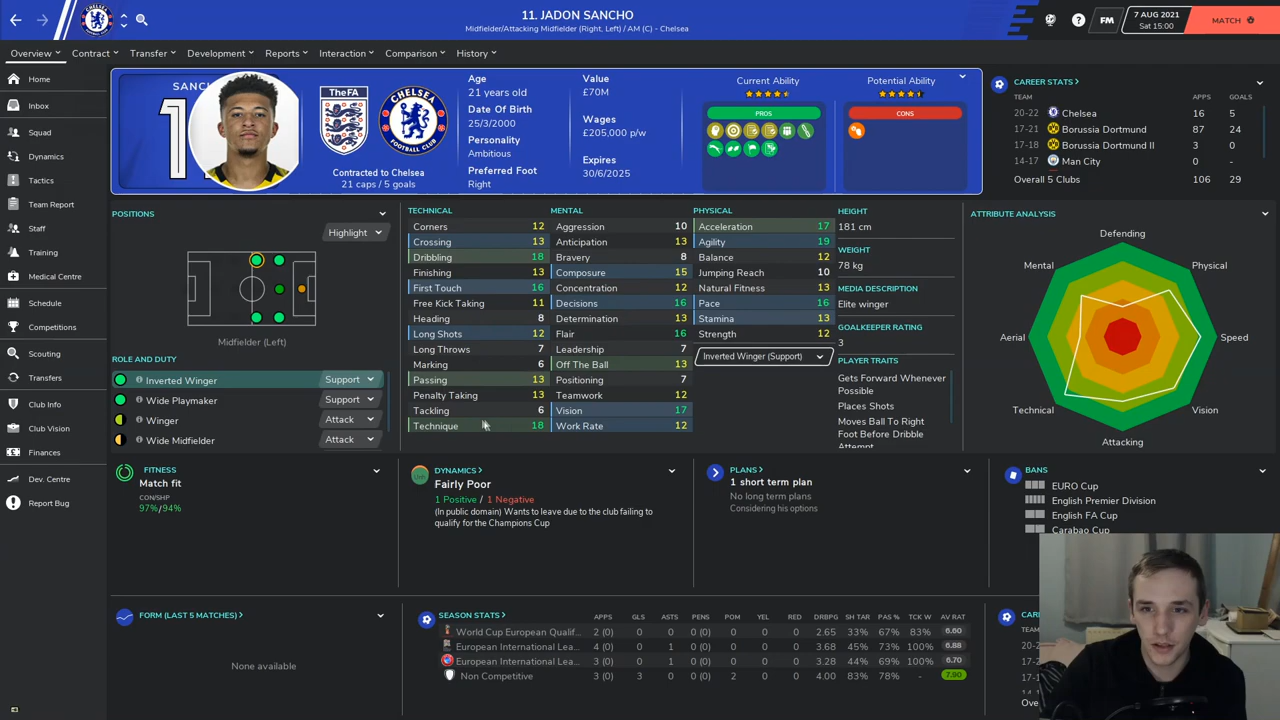 11. JADON SANCHO
Midfielder/Attacking Midfielder (Right, Left) / AM (C) - Chelsea
FM
7 AUG 2021
Sat 15:00
MATCH
Overview
Contract
Transfer
Development
Reports
Interaction
Comparison
History
Home
Inbox
Squad
Dynamics
Tactics
Team Report
Staff
Training
Medical Centre
Schedule
Competitions
Scouting
Transfers
Club Info
Club Vision
Finances
Dev. Centre
Report Bug
SANC
1
TheFA
CHELSEA
FOOTBALL CLUB
Contracted to Chelsea
21 caps / 5 goals
Age
21 years old
Date Of Birth
25/3/2000
Personality
Ambitious
Preferred Foot
Right
Value
£70M
Wages
£205,000 p/w
Expires
30/6/2025
Current Ability
PROS
Potential Ability
CONS
CAREER STATS >
TEAM APPS GOALS
20-22 Chelsea 16 5
17-21 Borussia Dortmund 87 24
17-18 Borussia Dortmund II 3 0
14-17 Man City 0 -
Overall 5 Clubs 106 29
POSITIONS
Highlight
Midfielder (Left)
ROLE AND DUTY
Inverted Winger Support
Wide Playmaker Support
Winger Attack
Wide Midfielder Attack
TECHNICAL
Corners 12
Crossing 13
Dribbling 18
Finishing 13
First Touch 16
Free Kick Taking 11
Heading 8
Long Shots 12
Long Throws 7
Marking 6
Passing 13
Penalty Taking 13
Tackling 6
Technique 18
MENTAL
Aggression 10
Anticipation 13
Bravery 8
Composure 15
Concentration 12
Decisions 16
Determination 13
Flair 16
Leadership 7
Off The Ball 13
Positioning 7
Teamwork 12
Vision 17
Work Rate 12
PHYSICAL
Acceleration 17
Agility 19
Balance 12
Jumping Reach 10
Natural Fitness 13
Pace 16
Stamina 13
Strength 12
Inverted Winger (Support)
HEIGHT
181 cm
WEIGHT
78 kg
MEDIA DESCRIPTION
Elite winger
GOALKEEPER RATING
3
PLAYER TRAITS
Gets Forward Whenever
Possible
Places Shots
Moves Ball To Right
Foot Before Dribble
Attempt
ATTRIBUTE ANALYSIS
Defending
Physical
Speed
Vision
Attacking
Technical
Aerial
Mental
FITNESS
Match fit
CON/SHP
97%/94%
DYNAMICS >
Fairly Poor
1 Positive / 1 Negative
(In public domain) Wants to leave due to the club failing to
qualify for the Champions Cup
PLANS >
1 short term plan
No long term plans
Considering his options
BANS
EURO Cup
English Premier Division
English FA Cup
Carabao Cup
FORM (LAST 5 MATCHES) >
None available
SEASON STATS > APPS GLS ASTS PENS POM YEL RED DRBPG SH TAR PAS % TCK W AV RAT
World Cup European Qualif... 2 (0) 0 0 0 (0) 0 0 0 2.65 33% 67% 83% 6.60
European International Lea... 4 (0) 0 1 0 (0) 0 0 0 3.68 45% 73% 100% 6.88
European International Lea... 3 (0) 0 1 0 (0) 0 0 0 3.28 44% 69% 100% 6.70
Non Competitive 3 (0) 3 0 0 (0) 2 0 0 4.00 83% 78% - 7.90